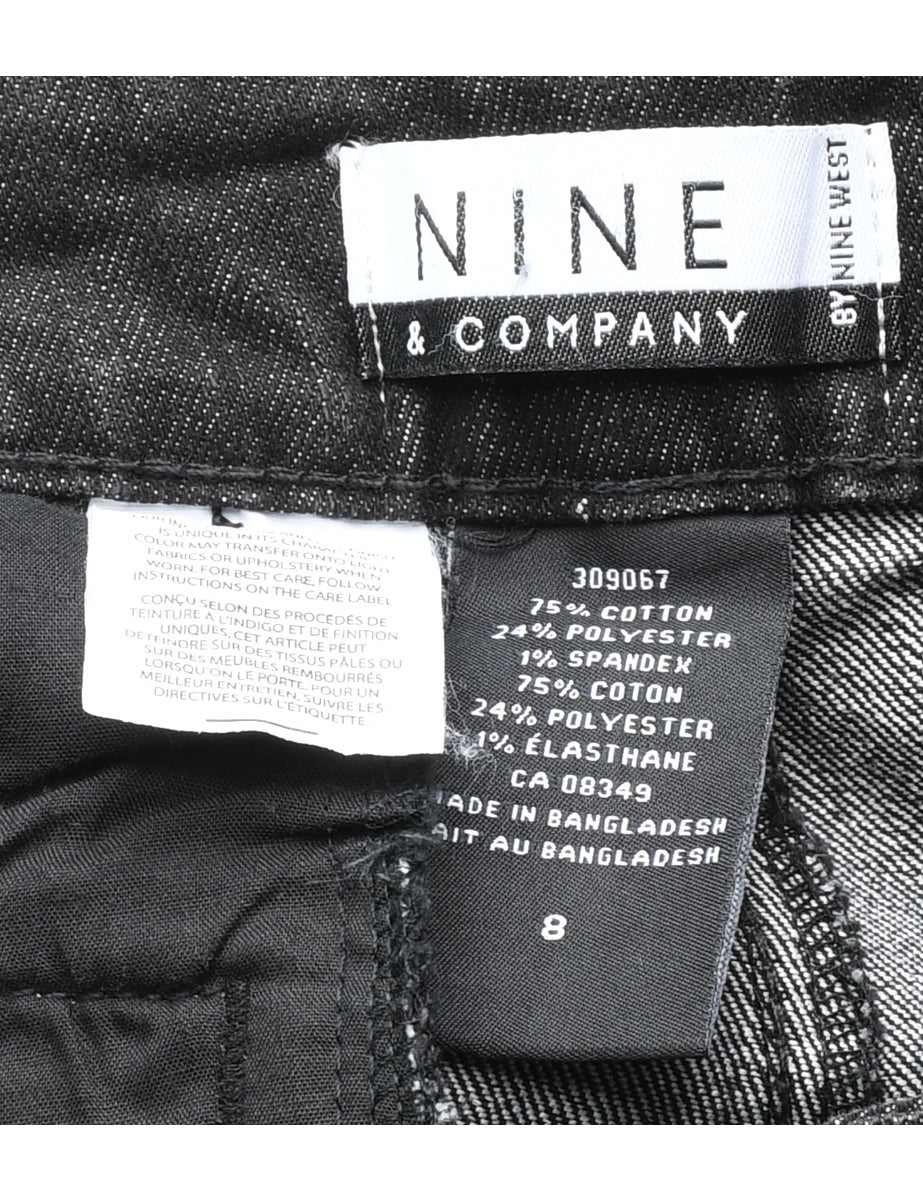 NINE
& COMPANY
BY NINE WEST
IS UNIQUE IN ITS
COLOR MAY TRANSFER ONTO LIGHT
FABRICS OR UPHOLSTERY WHEN
WORN. FOR BEST CARE, FOLLOW
INSTRUCTIONS ON THE CARE LABEL
CONÇU SELON DES PROCÉDÉS DE
TEINTURE À L'INDIGO ET DE FINITION
UNIQUES, CET ARTICLE PEUT
DÉTEINDRE SUR DES TISSUS PÂLES OU
SUR DES MEUBLES REMBOURRÉS
LORSQU'ON LE PORTE. POUR UN
MEILLEUR ENTRETIEN, SUIVRE LES
DIRECTIVES SUR L'ÉTIQUETTE.
309067
75% COTTON
24% POLYESTER
1% SPANDEX
75% COTON
24% POLYESTER
1% ÉLASTHANE
CA 08349
ADE IN BANGLADESH
AIT AU BANGLADESH
8